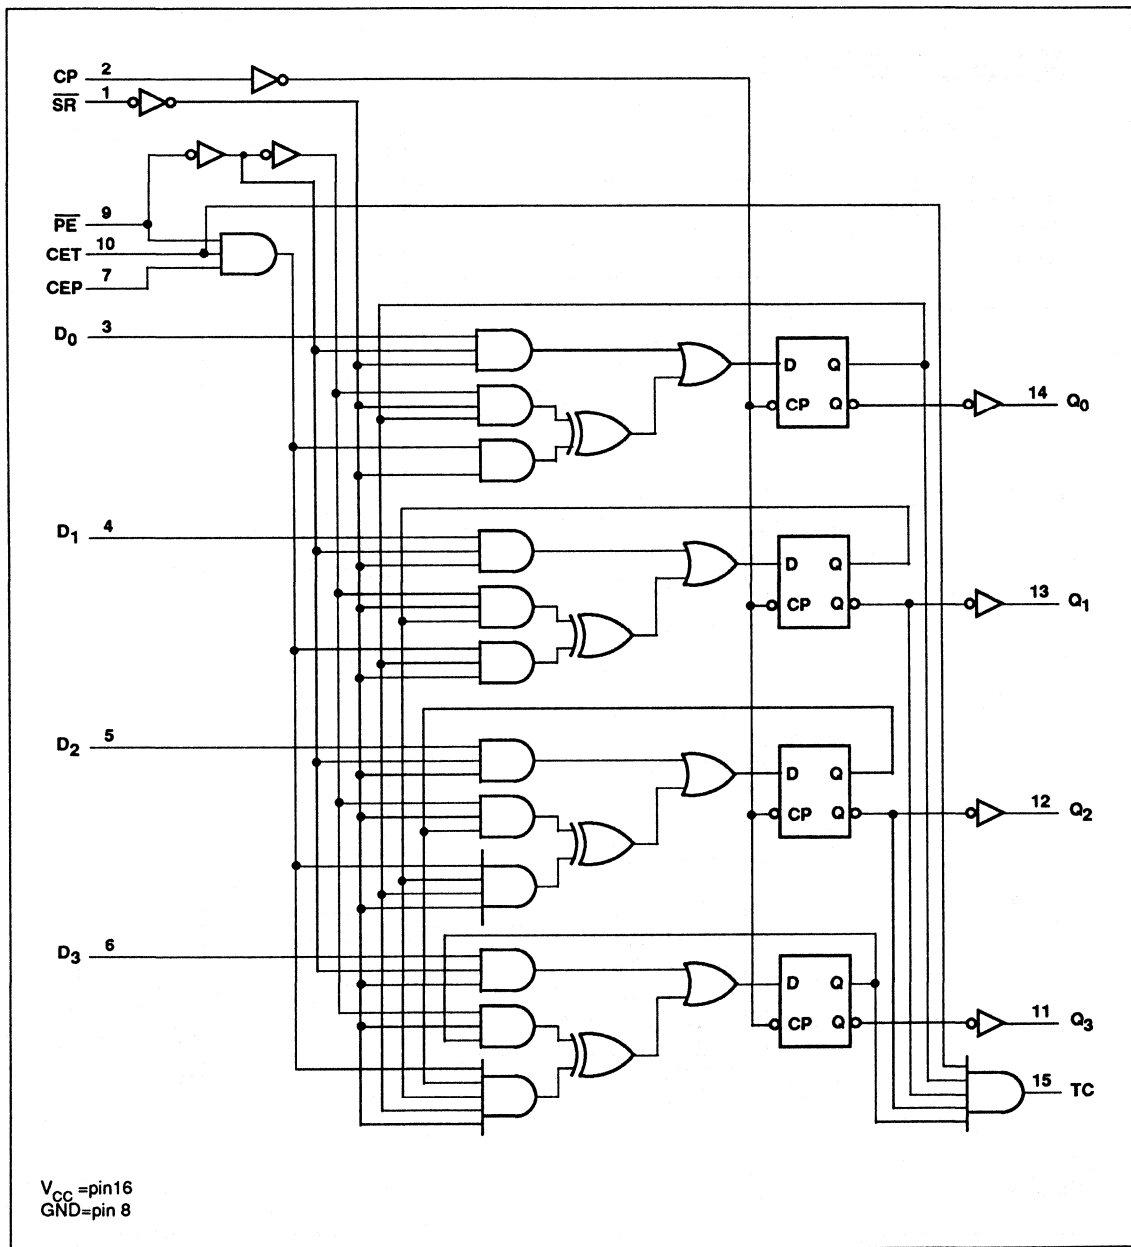 CP 2
SR 1
PE 9
CET 10
CEP 7
D0 3
D Q
CP Q
14 Q0
D1 4
D Q
CP Q
13 Q1
D2 5
D Q
CP Q
12 Q2
D3 6
D Q
CP Q
11 Q3
15 TC
VCC =pin16
GND=pin 8